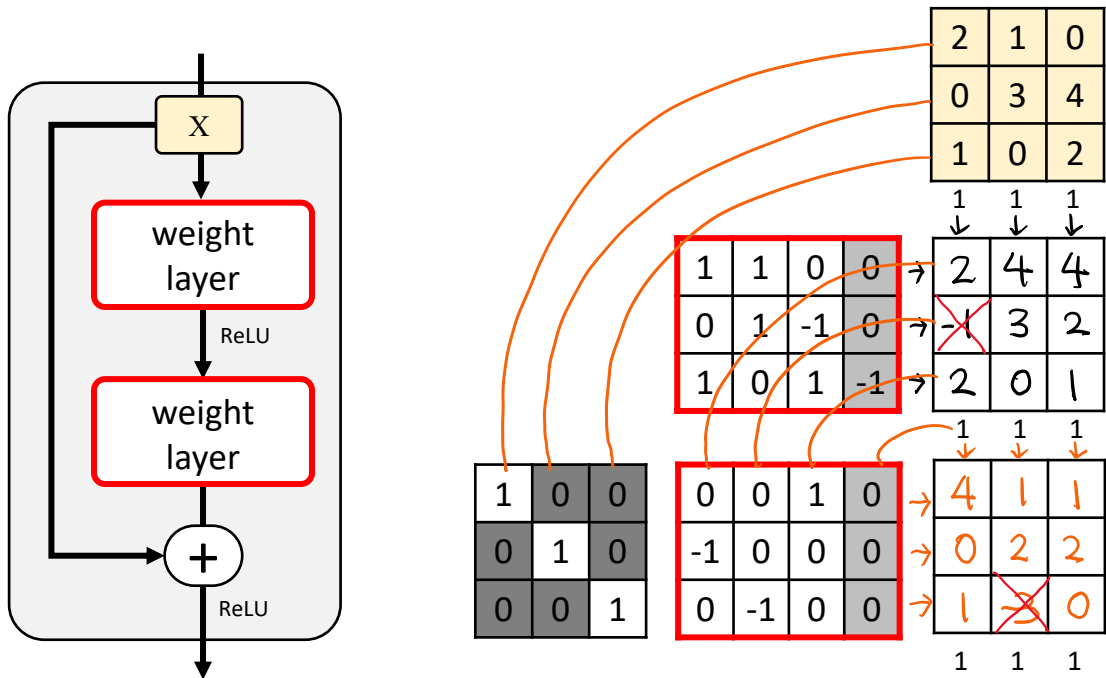 X
weight
layer
ReLU
weight
layer
+
ReLU
2 1 0
0 3 4
1 0 2
1 1 1
1 1 0 0
0 1 -1 0
1 0 1 -1
2 4 4
-1 3 2
2 0 1
1 1 1
1 0 0
0 1 0
0 0 1
0 0 1 0
-1 0 0 0
0 -1 0 0
4 1 1
0 2 2
1 -3 0
1 1 1